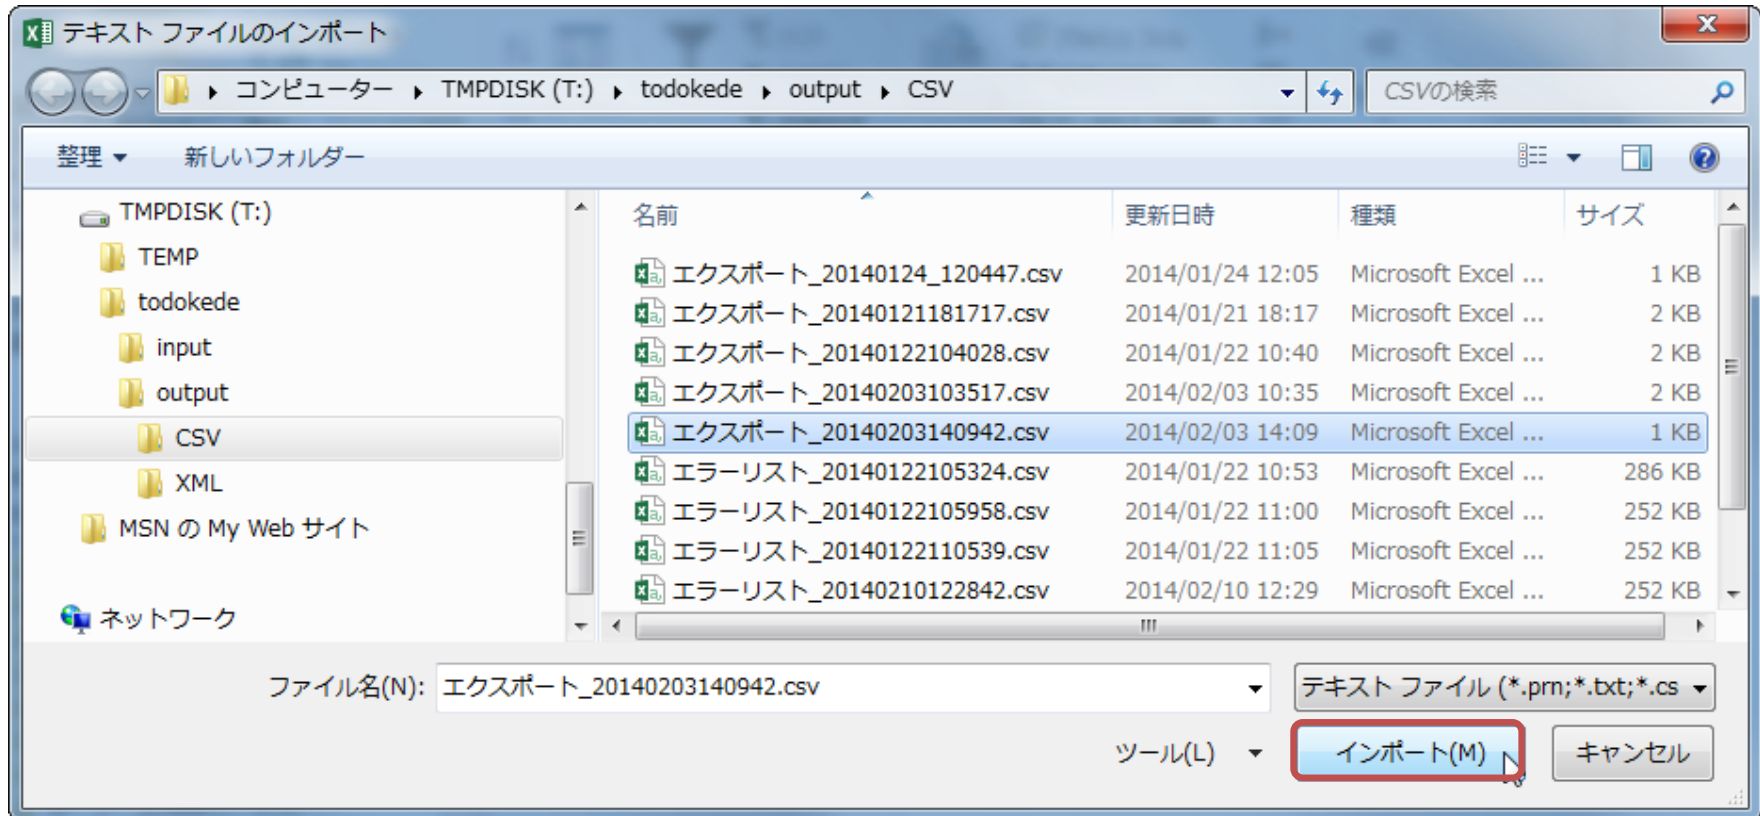 テキスト ファイルのインポート
コンピューター ▸ TMPDISK (T:) ▸ todokede ▸ output ▸ CSV
CSVの検索
整理 新しいフォルダー
TMPDISK (T:)
TEMP
todokede
input
output
CSV
XML
MSN の My Web サイト
ネットワーク
名前 更新日時 種類 サイズ
エクスポート_20140124_120447.csv 2014/01/24 12:05 Microsoft Excel ... 1 KB
エクスポート_20140121181717.csv 2014/01/21 18:17 Microsoft Excel ... 2 KB
エクスポート_20140122104028.csv 2014/01/22 10:40 Microsoft Excel ... 2 KB
エクスポート_20140203103517.csv 2014/02/03 10:35 Microsoft Excel ... 2 KB
エクスポート_20140203140942.csv 2014/02/03 14:09 Microsoft Excel ... 1 KB
エラーリスト_20140122105324.csv 2014/01/22 10:53 Microsoft Excel ... 286 KB
エラーリスト_20140122105958.csv 2014/01/22 11:00 Microsoft Excel ... 252 KB
エラーリスト_20140122110539.csv 2014/01/22 11:05 Microsoft Excel ... 252 KB
エラーリスト_20140210122842.csv 2014/02/10 12:29 Microsoft Excel ... 252 KB
ファイル名(N): エクスポート_20140203140942.csv テキスト ファイル (*.prn;*.txt;*.cs
ツール(L) インポート(M) キャンセル